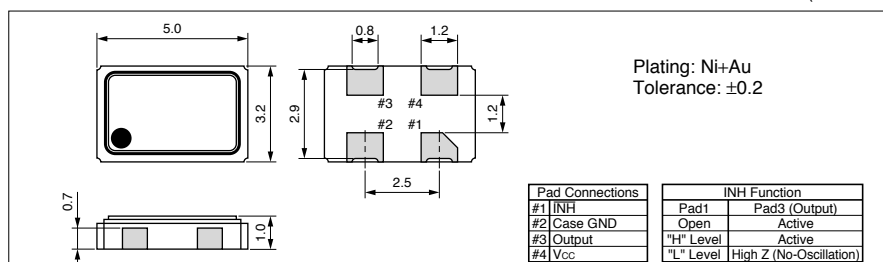 5.0
3.2
0.8
1.2
2.9
#3 #4
#2 #1
1.2
2.5
0.7
1.0
Plating: Ni+Au
Tolerance: ±0.2
Pad Connections
#1 INH
#2 Case GND
#3 Output
#4 Vcc
INH Function
Pad1 Pad3 (Output)
Open Active
"H" Level Active
"L" Level High Z (No-Oscillation)